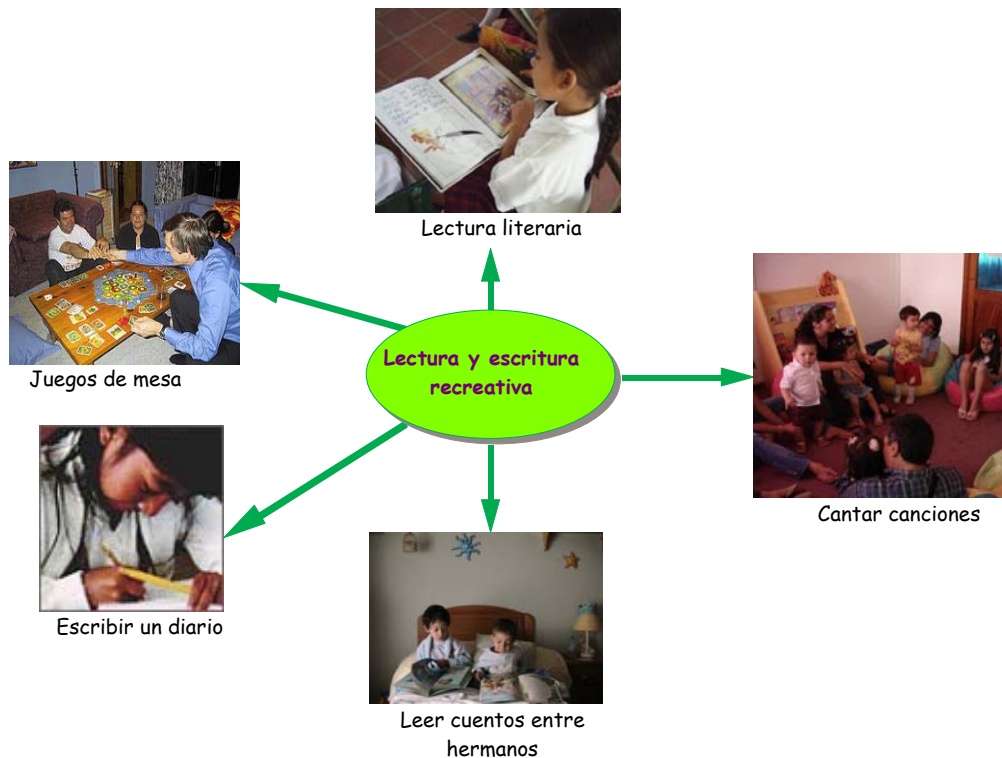 Lectura literaria
Juegos de mesa
Lectura y escritura
recreativa
Cantar canciones
Escribir un diario
Leer cuentos entre
hermanos